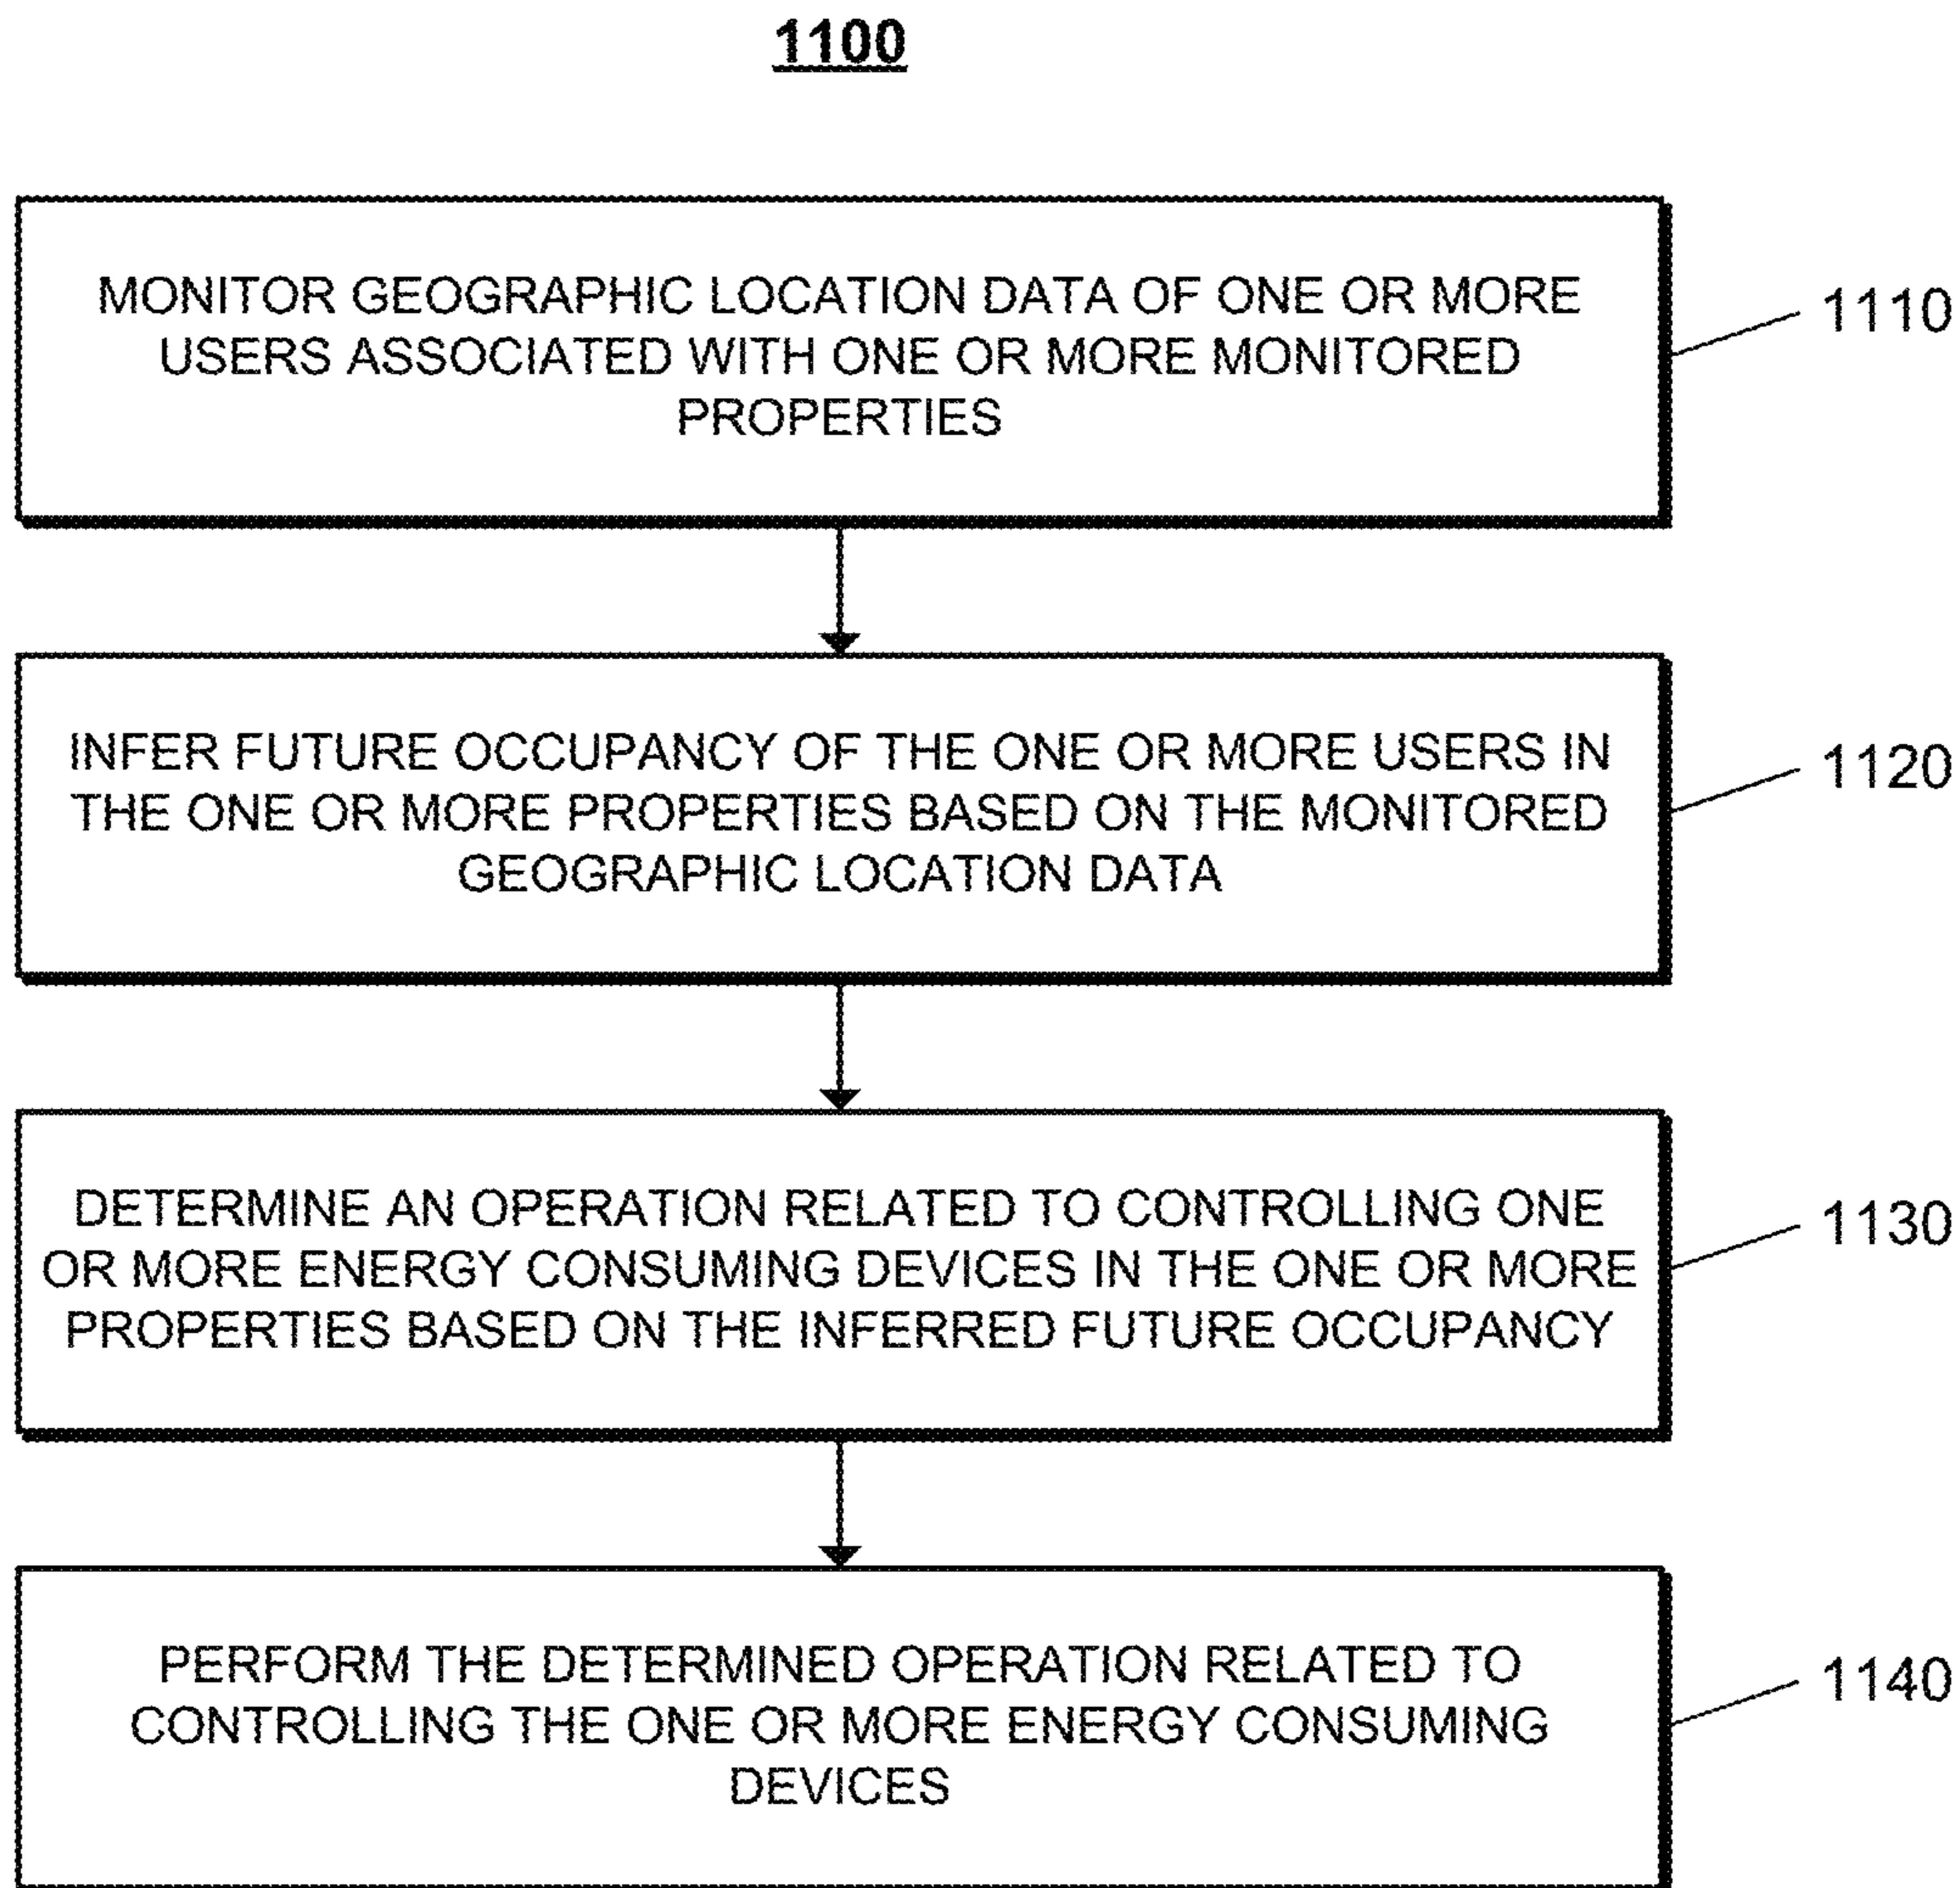 1100
MONITOR GEOGRAPHIC LOCATION DATA OF ONE OR MORE
USERS ASSOCIATED WITH ONE OR MORE MONITORED
PROPERTIES
1110
INFER FUTURE OCCUPANCY OF THE ONE OR MORE USERS IN
THE ONE OR MORE PROPERTIES BASED ON THE MONITORED
GEOGRAPHIC LOCATION DATA
1120
DETERMINE AN OPERATION RELATED TO CONTROLLING ONE
OR MORE ENERGY CONSUMING DEVICES IN THE ONE OR MORE
PROPERTIES BASED ON THE INFERRED FUTURE OCCUPANCY
1130
PERFORM THE DETERMINED OPERATION RELATED TO
CONTROLLING THE ONE OR MORE ENERGY CONSUMING
DEVICES
1140